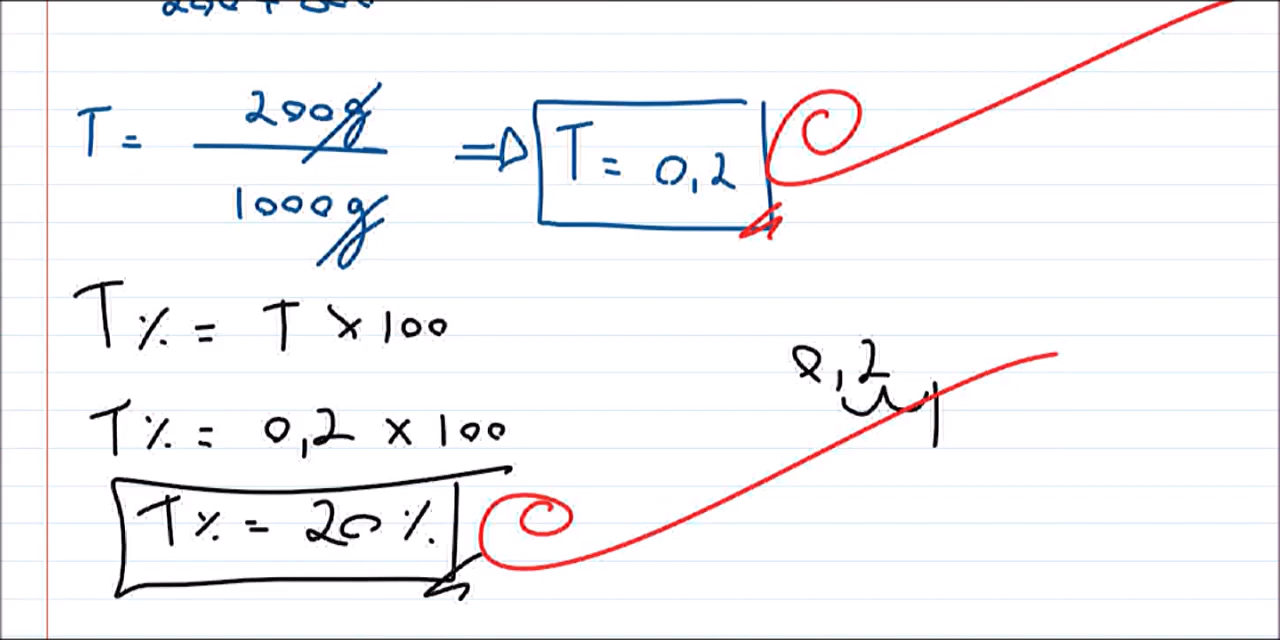 T = 200g / 1000g ⇒ T = 0,2
T% = T × 100
0,2
T% = 0,2 × 100
T% = 20%